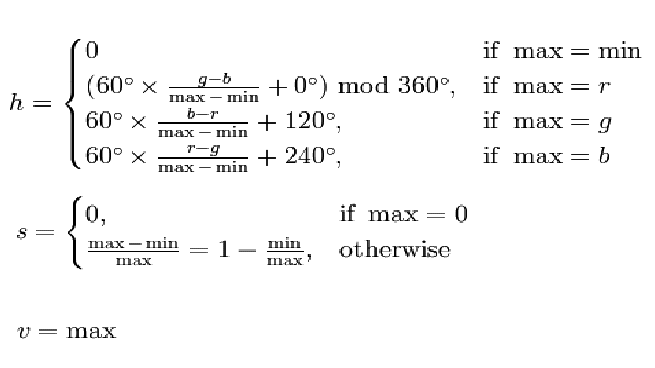 h = { 0 if max = min
(60° × (g−b)/(max − min) + 0°) mod 360°, if max = r
60° × (b−r)/(max − min) + 120°, if max = g
60° × (r−g)/(max − min) + 240°, if max = b
s = { 0, if max = 0
(max − min)/max = 1 − min/max, otherwise
v = max